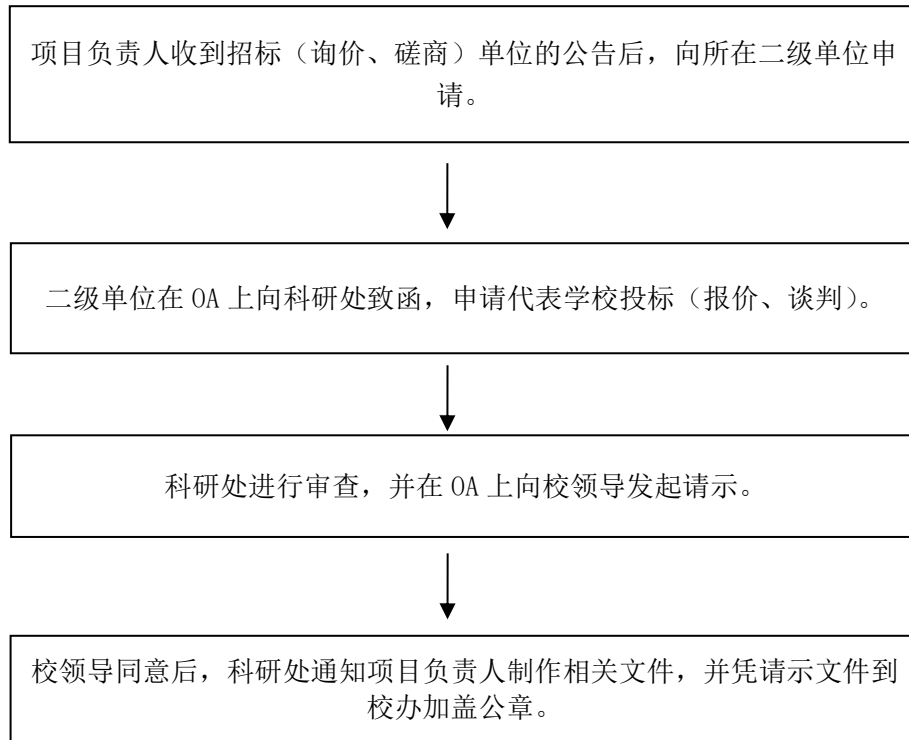 项目负责人收到招标（询价、磋商）单位的公告后，向所在二级单位申
请。
二级单位在 OA 上向科研处致函，申请代表学校投标（报价、谈判）。
科研处进行审查，并在 OA 上向校领导发起请示。
校领导同意后，科研处通知项目负责人制作相关文件，并凭请示文件到
校办加盖公章。